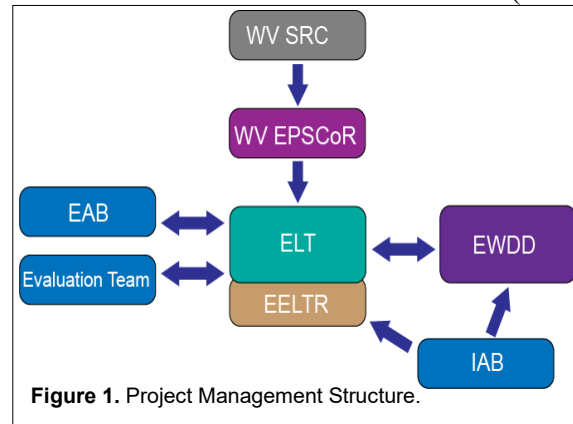 WV SRC
WV EPSCoR
EAB
ELT
EWDD
Evaluation Team
EELTR
IAB
Figure 1. Project Management Structure.